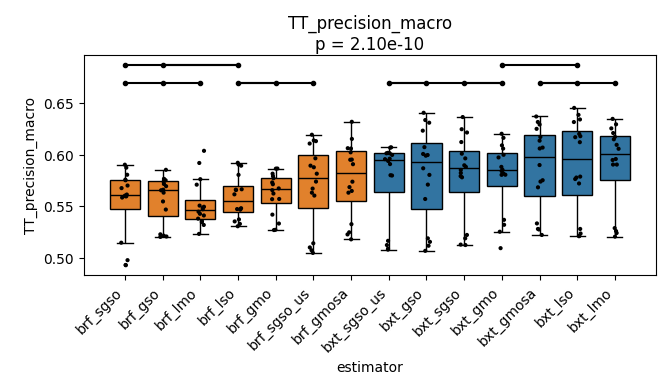 TT_precision_macro
p = 2.10e-10
TT_precision_macro
0.65
0.60
0.55
0.50
brf_sgso
brf_gso
brf_lmo
brf_lso
brf_gmo
brf_sgso_us
brf_gmosa
bxt_sgso_us
bxt_gso
bxt_sgso
bxt_gmo
bxt_gmosa
bxt_lso
bxt_lmo
estimator